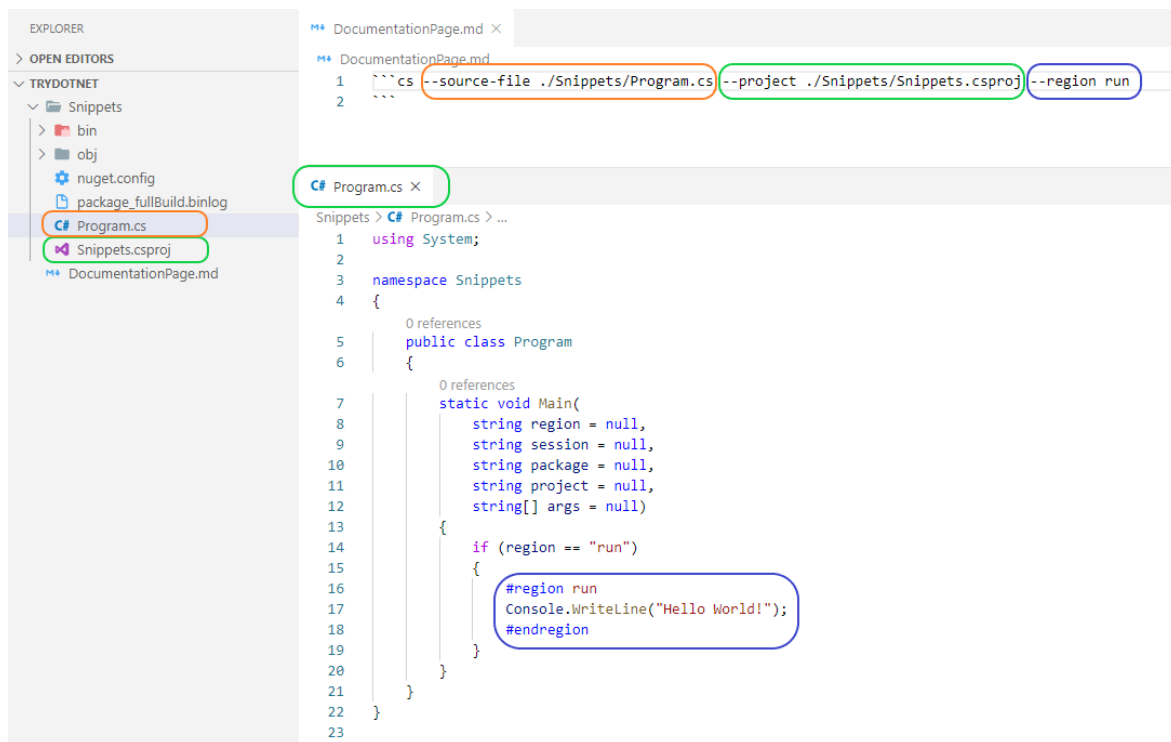 EXPLORER
OPEN EDITORS
TRYDOTNET
Snippets
bin
obj
nuget.config
package_fullBuild.binlog
C# Program.cs
Snippets.csproj
M↓ DocumentationPage.md
M↓ DocumentationPage.md ×
M↓ DocumentationPage.md
1 ```cs --source-file ./Snippets/Program.cs --project ./Snippets/Snippets.csproj --region run
2 ```
C# Program.cs ×
Snippets > C# Program.cs > ...
1 using System;
2
3 namespace Snippets
4 {
0 references
5 public class Program
6 {
0 references
7 static void Main(
8 string region = null,
9 string session = null,
10 string package = null,
11 string project = null,
12 string[] args = null)
13 {
14 if (region == "run")
15 {
16 #region run
17 Console.WriteLine("Hello World!");
18 #endregion
19 }
20 }
21 }
22 }
23